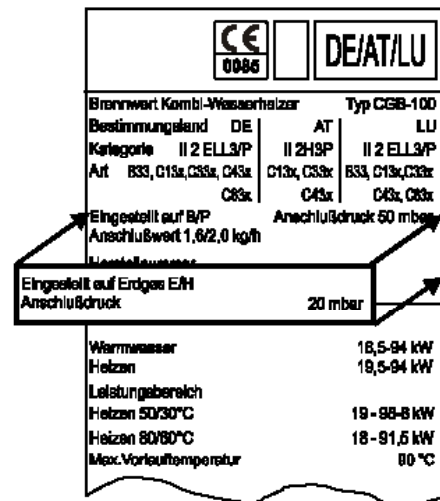 CE
0085
DE/AT/LU
Brennwert Kombi-Wasserheizer Typ CGB-100
Bestimmungsland DE AT LU
Kategorie II 2 ELL3/P II 2H3P II 2 ELL3/P
Art B33, C13x, C33x, C43x C13x, C33x B33, C13x, C33x
C63x C43x C43x, C63x
Eingestellt auf B/P Anschlußdruck 50 mbar
Anschlußwert 1,6/2,0 kg/h
Eingestellt auf Erdgas E/H
Anschlußdruck 20 mbar
Warmwasser 18,5-94 kW
Heizen 19,5-94 kW
Leistungsbereich
Heizen 50/30°C 19 - 98-8 kW
Heizen 80/60°C 18 - 91,5 kW
Max.Vorlauftemperatur 90 °C